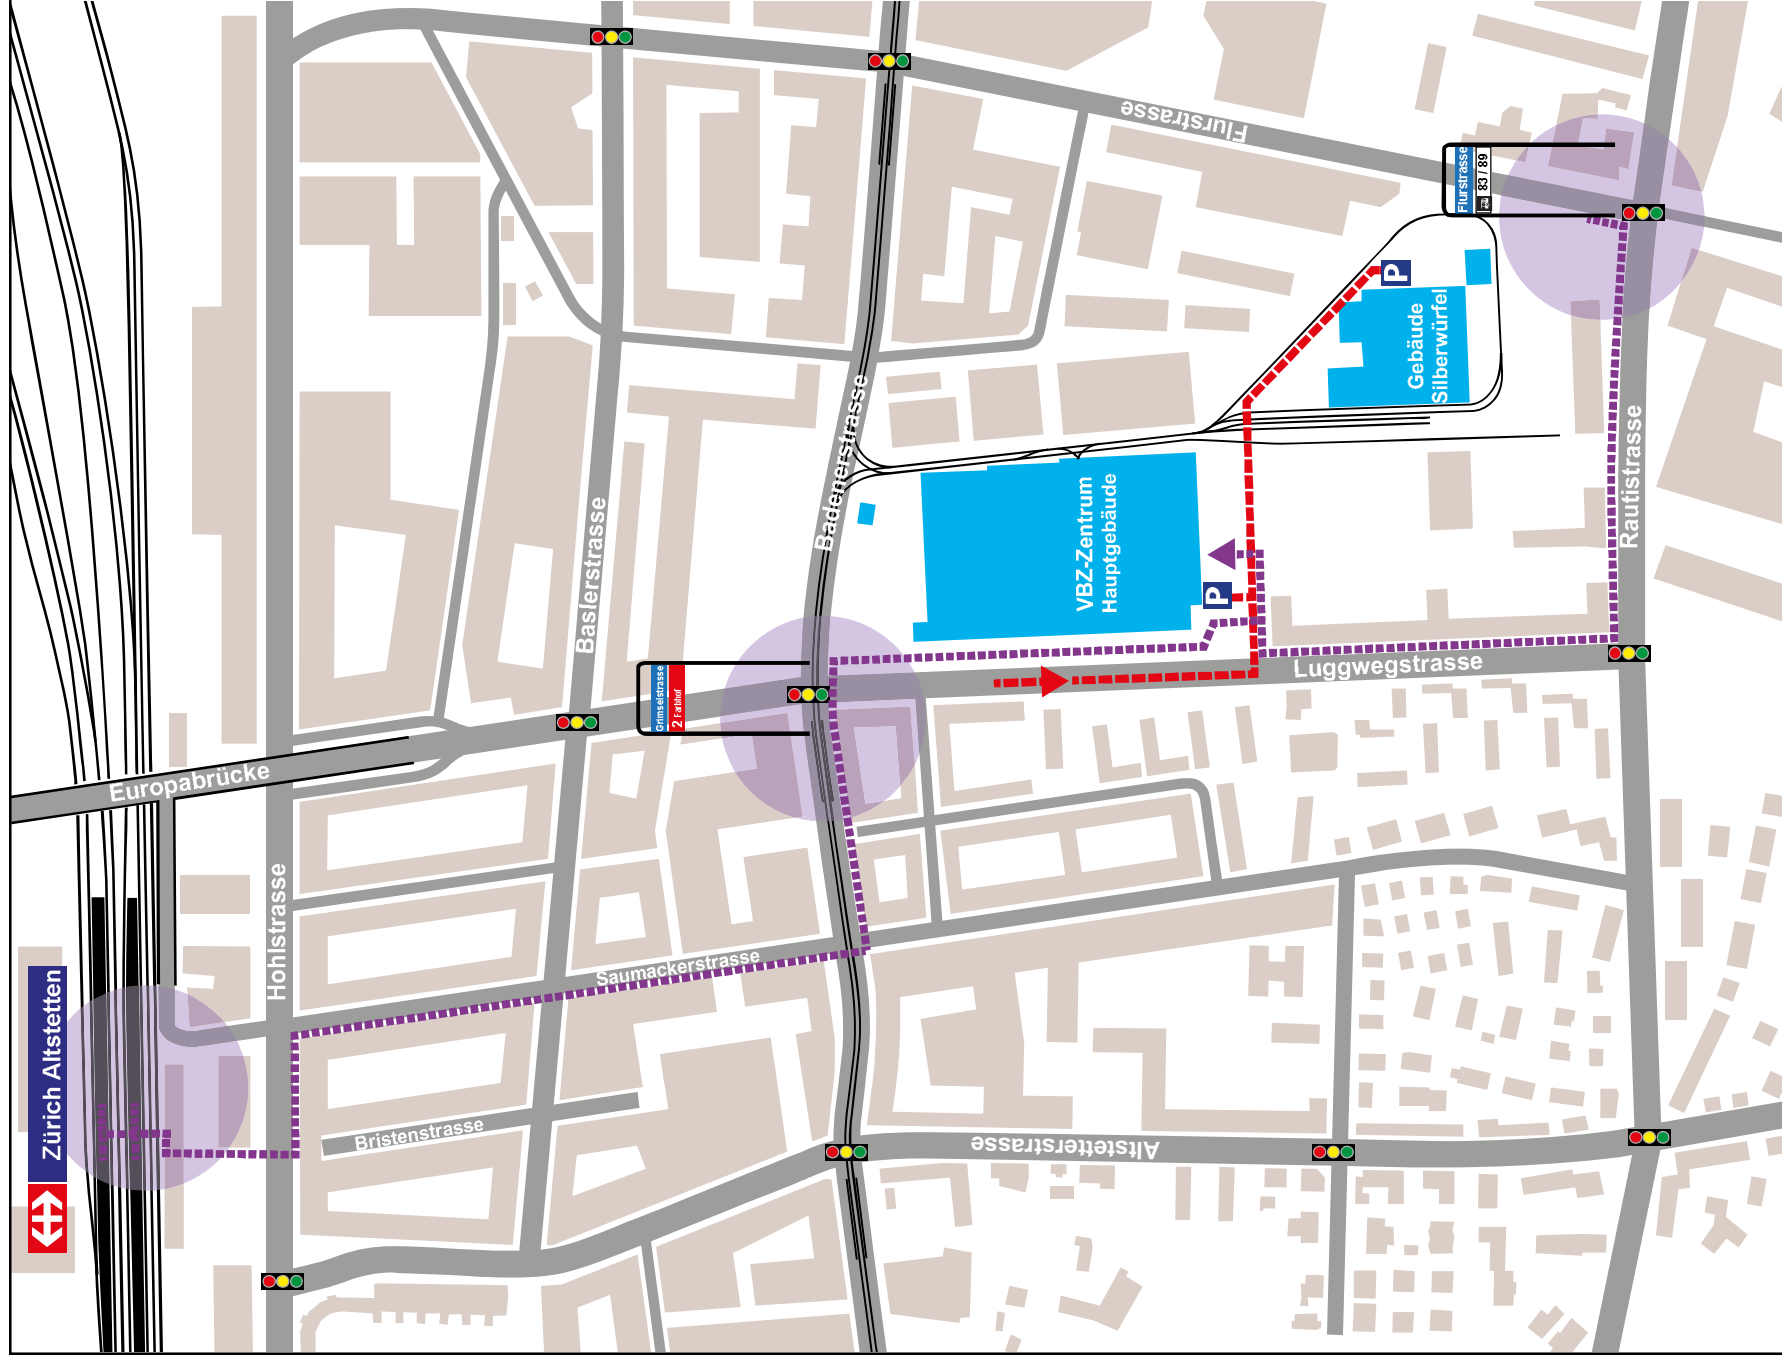 Flurstrasse
Flurstrasse
83 / 89
P
Gebäude
Silberwürfel
Badenerstrasse
Rautistrasse
Baslerstrasse
VBZ-Zentrum
Hauptgebäude
P
Luggwegstrasse
Grimselstrasse
2 Farbhof
Europabrücke
Hohlstrasse
Saumackerstrasse
Zürich Altstetten
Bristenstrasse
Altstetterstrasse